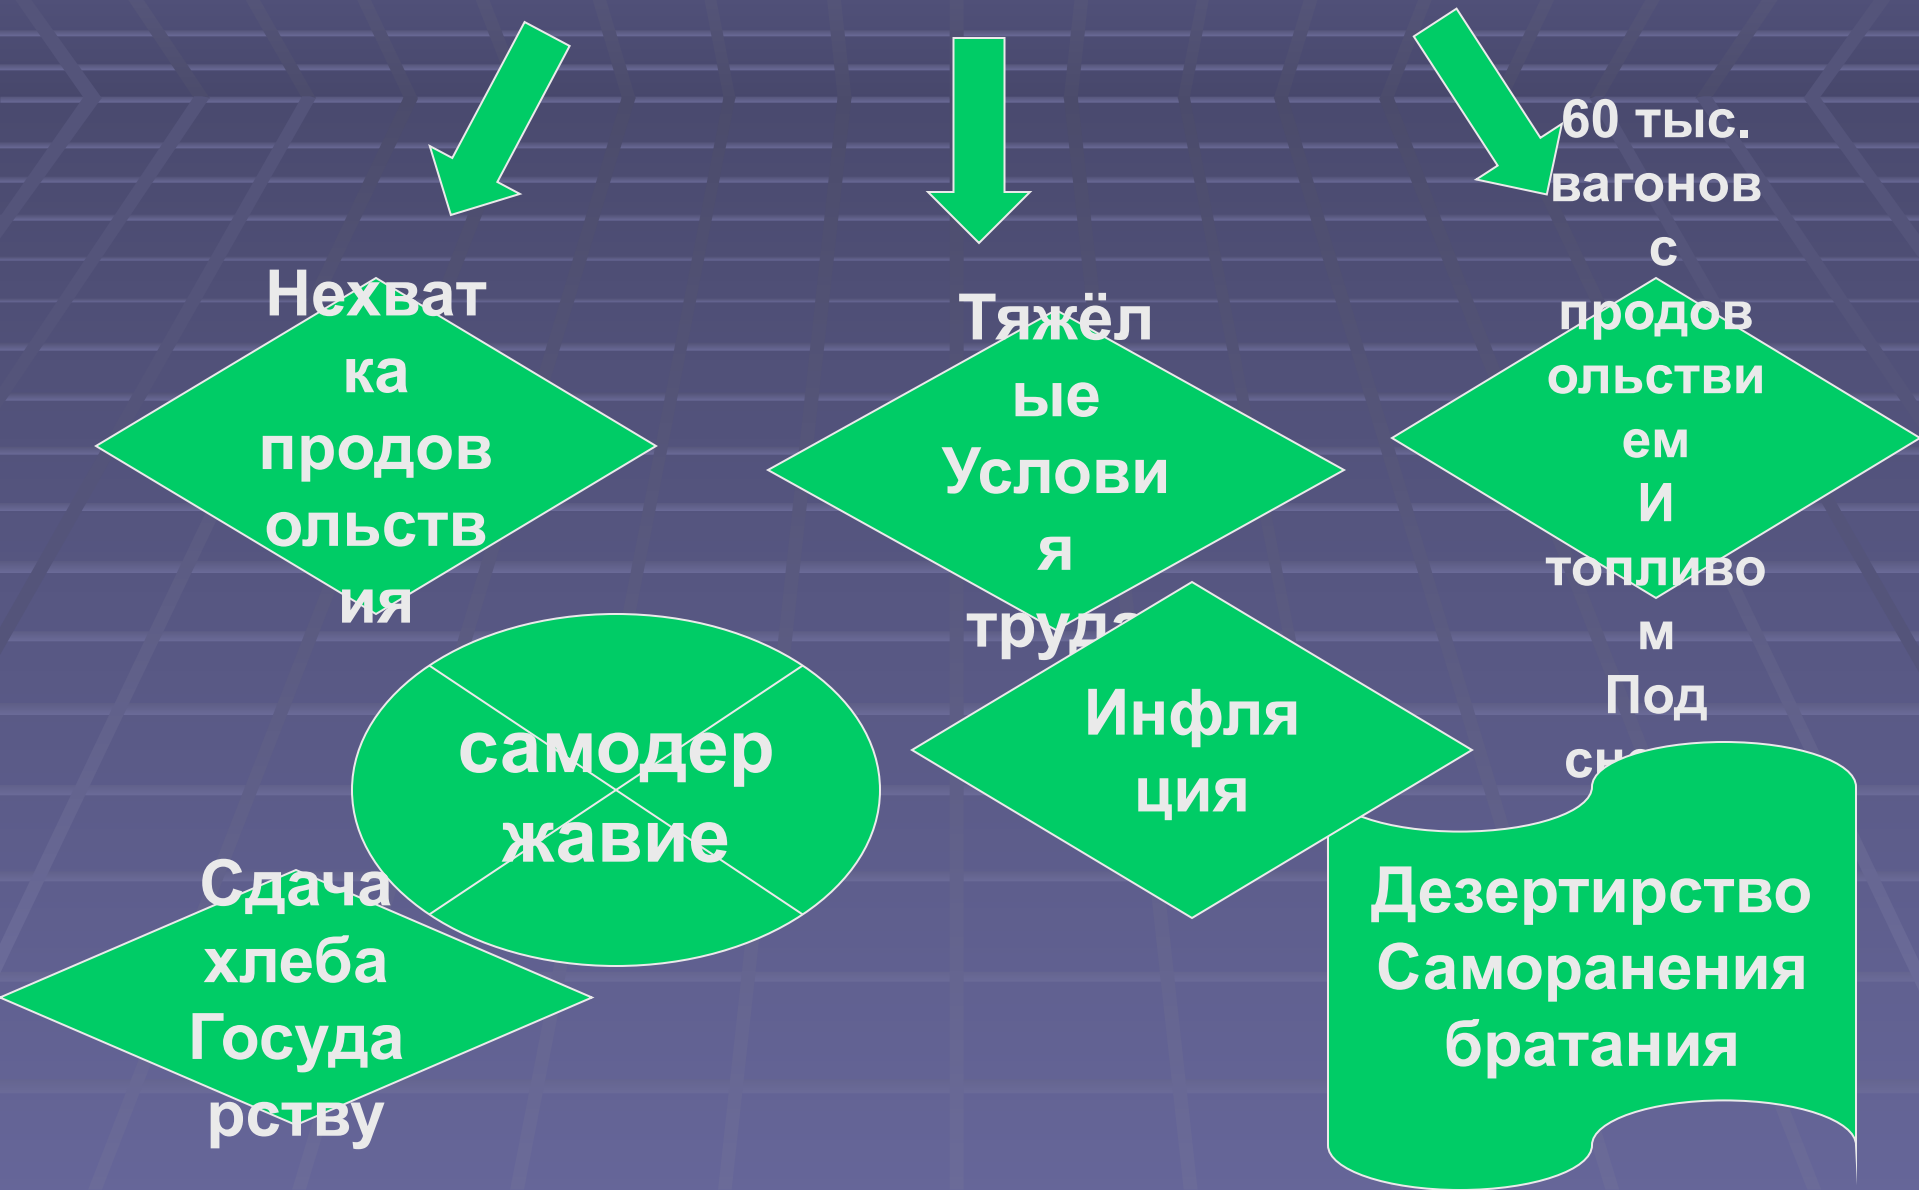 Нехват
ка
продов
ольств
ия
Тяжёл
ые
Услови
я
труда
60 тыс.
вагонов
с
продов
ольстви
ем
И
топливо
м
Под
самодер
жавие
Инфля
ция
Сдача
хлеба
Госуда
рству
Дезертирство
Саморанения
братания